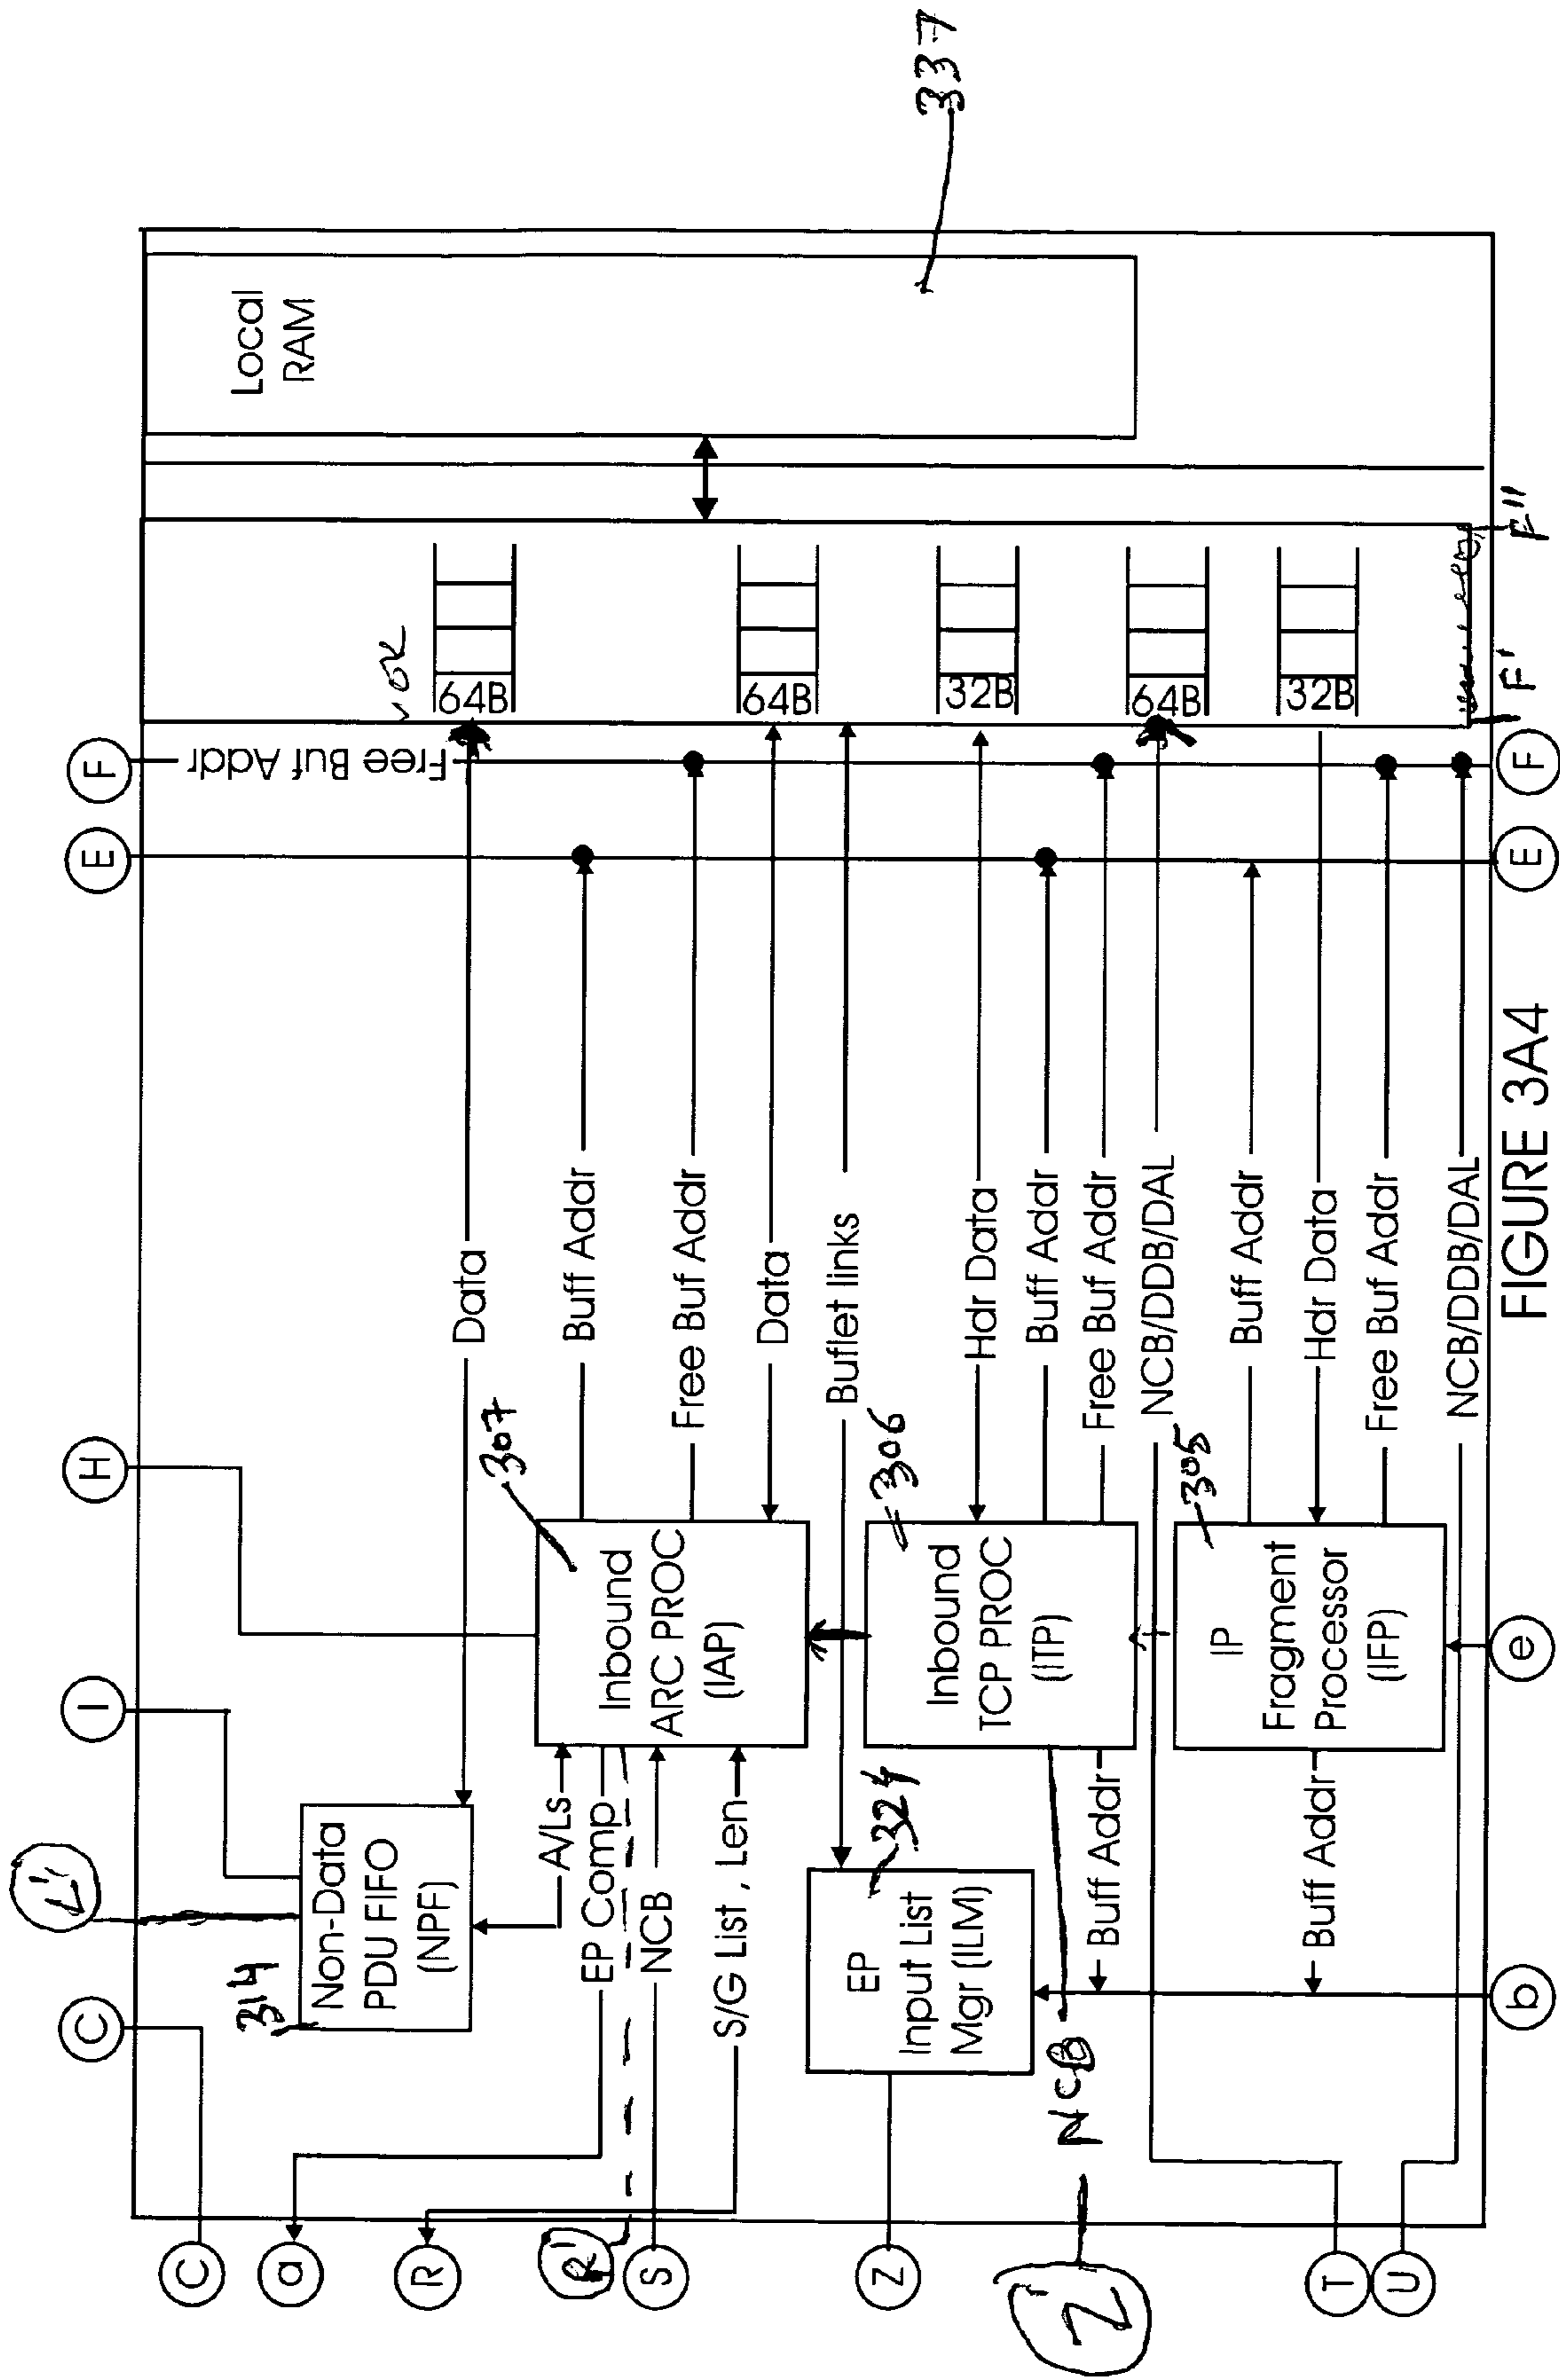 C
I
H
E
F
L'
314
Non-Data
PDU FIFO
(NPF)
Data
Free Buf Addr
OK
64B
Local
RAM
337
C
a
R
R'
S
Z
Z'
T
U
A/Ls
EP Comp
NCB
S/G List , Len
307
Inbound
ARC PROC
(IAP)
Buff Addr
Free Buf Addr
Data
64B
Buflet links
324
EP
Input List
Mgr (ILM)
NCB
306
Inbound
TCP PROC
(ITP)
Hdr Data
32B
Buff Addr
Free Buf Addr
Buff Addr
NCB/DDB/DAL
64B
305
IP
Fragment
Processor
(IFP)
Buff Addr
Buff Addr
Hdr Data
32B
Free Buf Addr
NCB/DDB/DAL
b
e
E
F
F'
F"
FIGURE 3A4